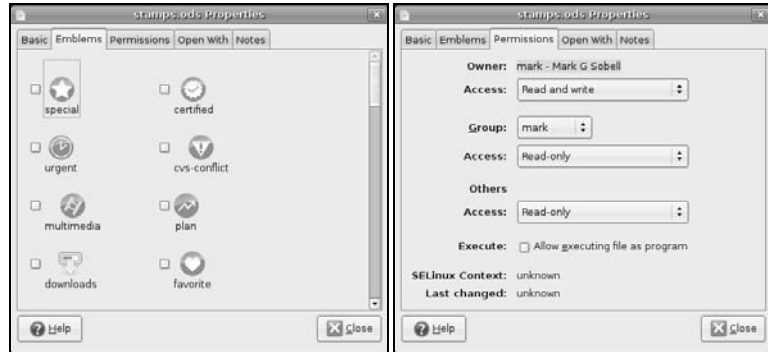 stamps.ods Properties
Basic Emblems Permissions Open With Notes
special
certified
urgent
cvs-conflict
multimedia
plan
downloads
favorite
Help
Close
stamps.ods Properties
Basic Emblems Permissions Open With Notes
Owner: mark - Mark G Sobell
Access: Read and write
Group: mark
Access: Read-only
Others
Access: Read-only
Execute: Allow executing file as program
SELinux Context: unknown
Last changed: unknown
Help
Close